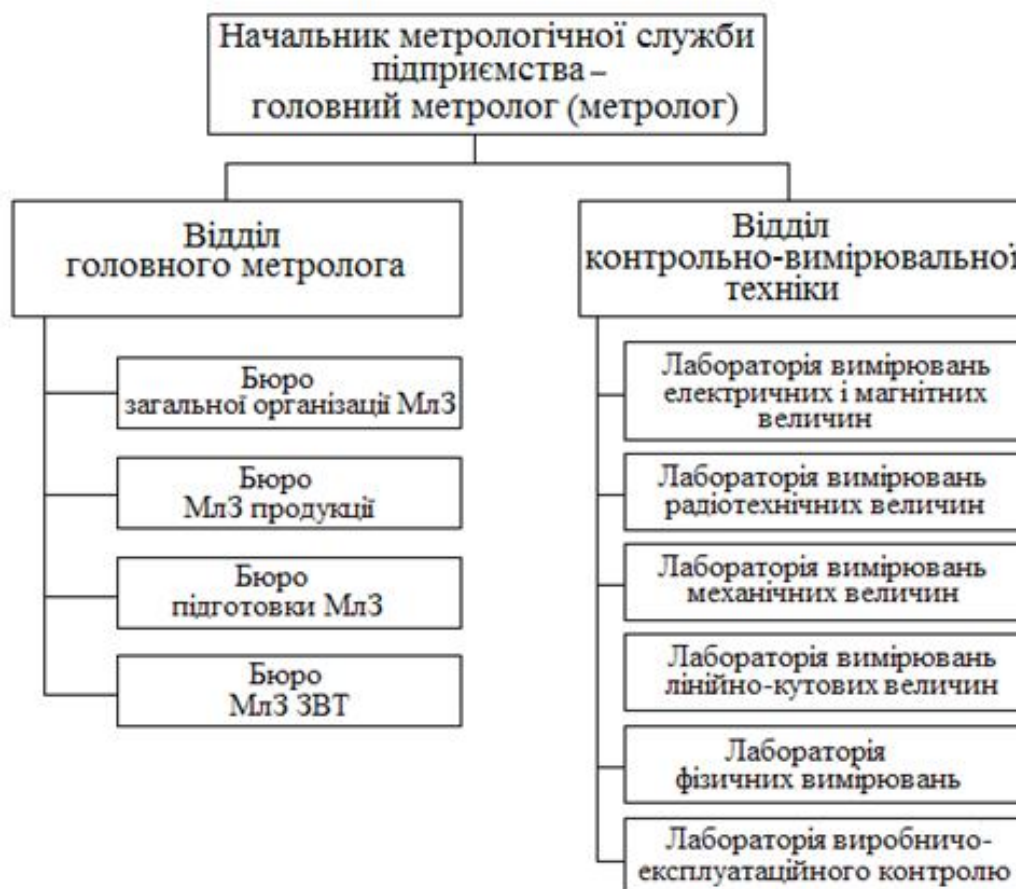 Начальник метрологічної служби
підприємства –
головний метролог (метролог)
Відділ
головного метролога
Бюро
загальної організації МлЗ
Бюро
МлЗ продукції
Бюро
підготовки МлЗ
Бюро
МлЗ ЗВТ
Відділ
контрольно-вимірювальної
техніки
Лабораторія вимірювань
електричних і магнітних
величин
Лабораторія вимірювань
радіотехнічних величин
Лабораторія вимірювань
механічних величин
Лабораторія вимірювань
лінійно-кутових величин
Лабораторія
фізичних вимірювань
Лабораторія виробничо-
експлуатаційного контролю